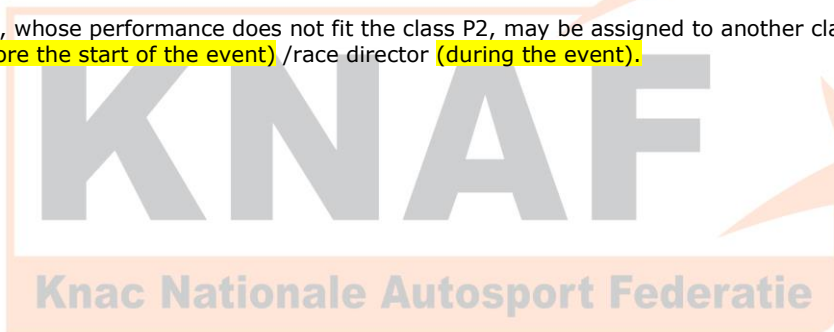 , whose performance does not fit the class P2, may be assigned to another cla
ore the start of the event) /race director (during the event).
KNAF
Knac Nationale Autosport Federatie